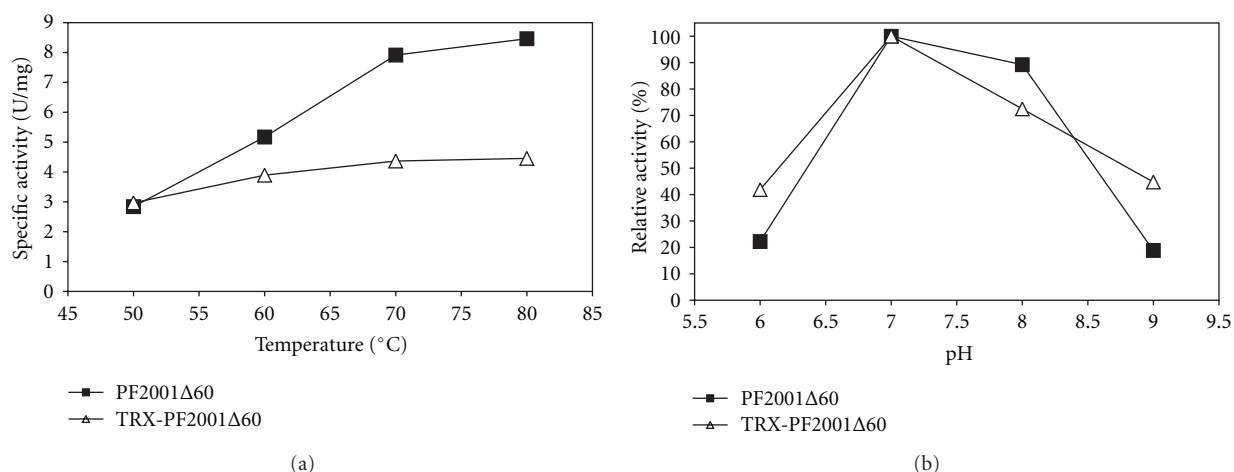 Specific activity (U/mg)
9
8
7
6
5
4
3
2
1
0
45 50 55 60 65 70 75 80 85
Temperature (°C)
PF2001Δ60
TRX-PF2001Δ60
(a)
Relative activity (%)
100
90
80
70
60
50
40
30
20
10
0
5.5 6 6.5 7 7.5 8 8.5 9 9.5
pH
PF2001Δ60
TRX-PF2001Δ60
(b)